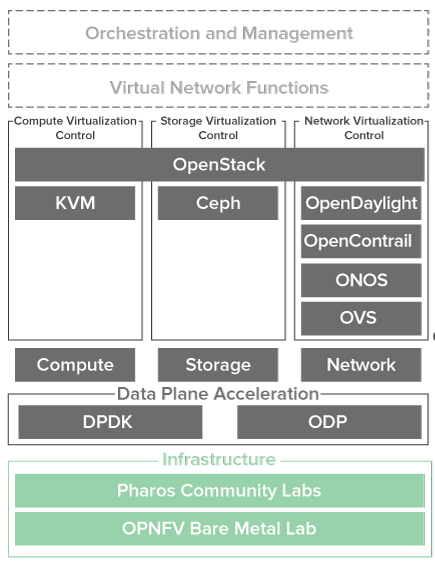 Orchestration and Management
Virtual Network Functions
Compute Virtualization
Control
Storage Virtualization
Control
Network Virtualization
Control
OpenStack
KVM
Ceph
OpenDaylight
OpenContrail
ONOS
OVS
Compute
Storage
Network
Data Plane Acceleration
DPDK
ODP
Infrastructure
Pharos Community Labs
OPNFV Bare Metal Lab